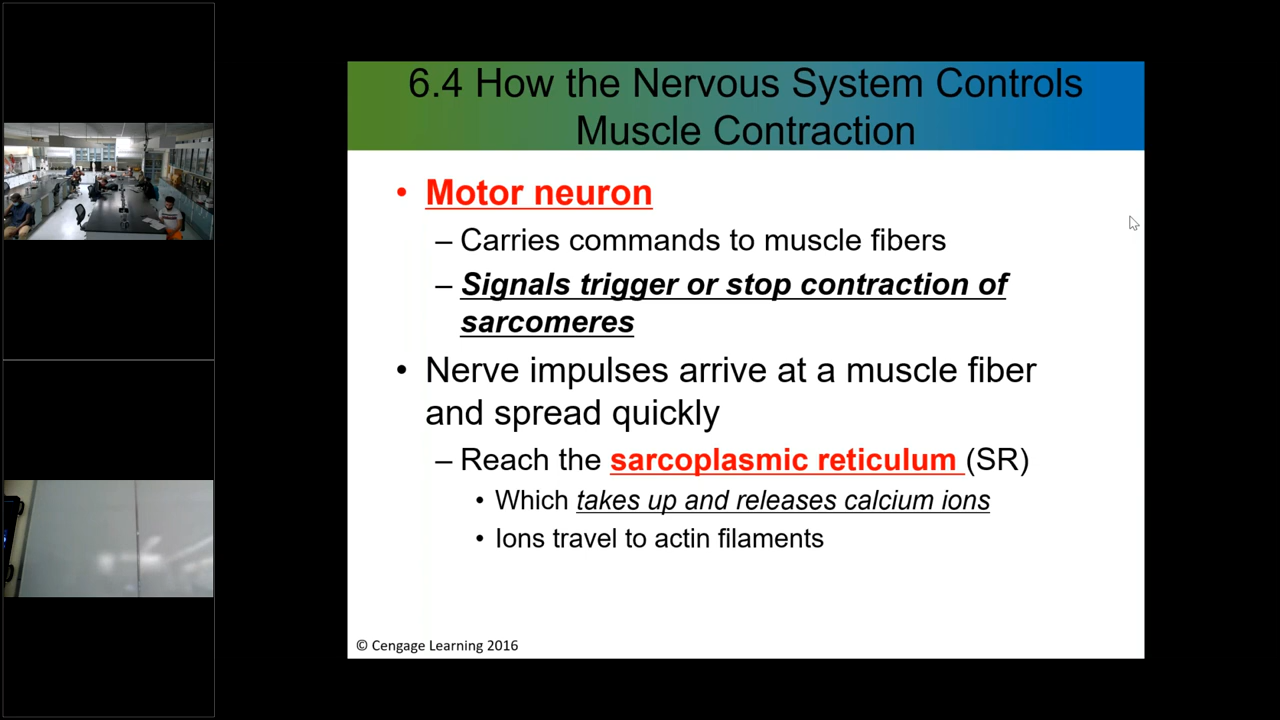 6.4 How the Nervous System Controls
Muscle Contraction
• Motor neuron
– Carries commands to muscle fibers
– Signals trigger or stop contraction of
sarcomeres
• Nerve impulses arrive at a muscle fiber
and spread quickly
– Reach the sarcoplasmic reticulum (SR)
• Which takes up and releases calcium ions
• Ions travel to actin filaments
© Cengage Learning 2016